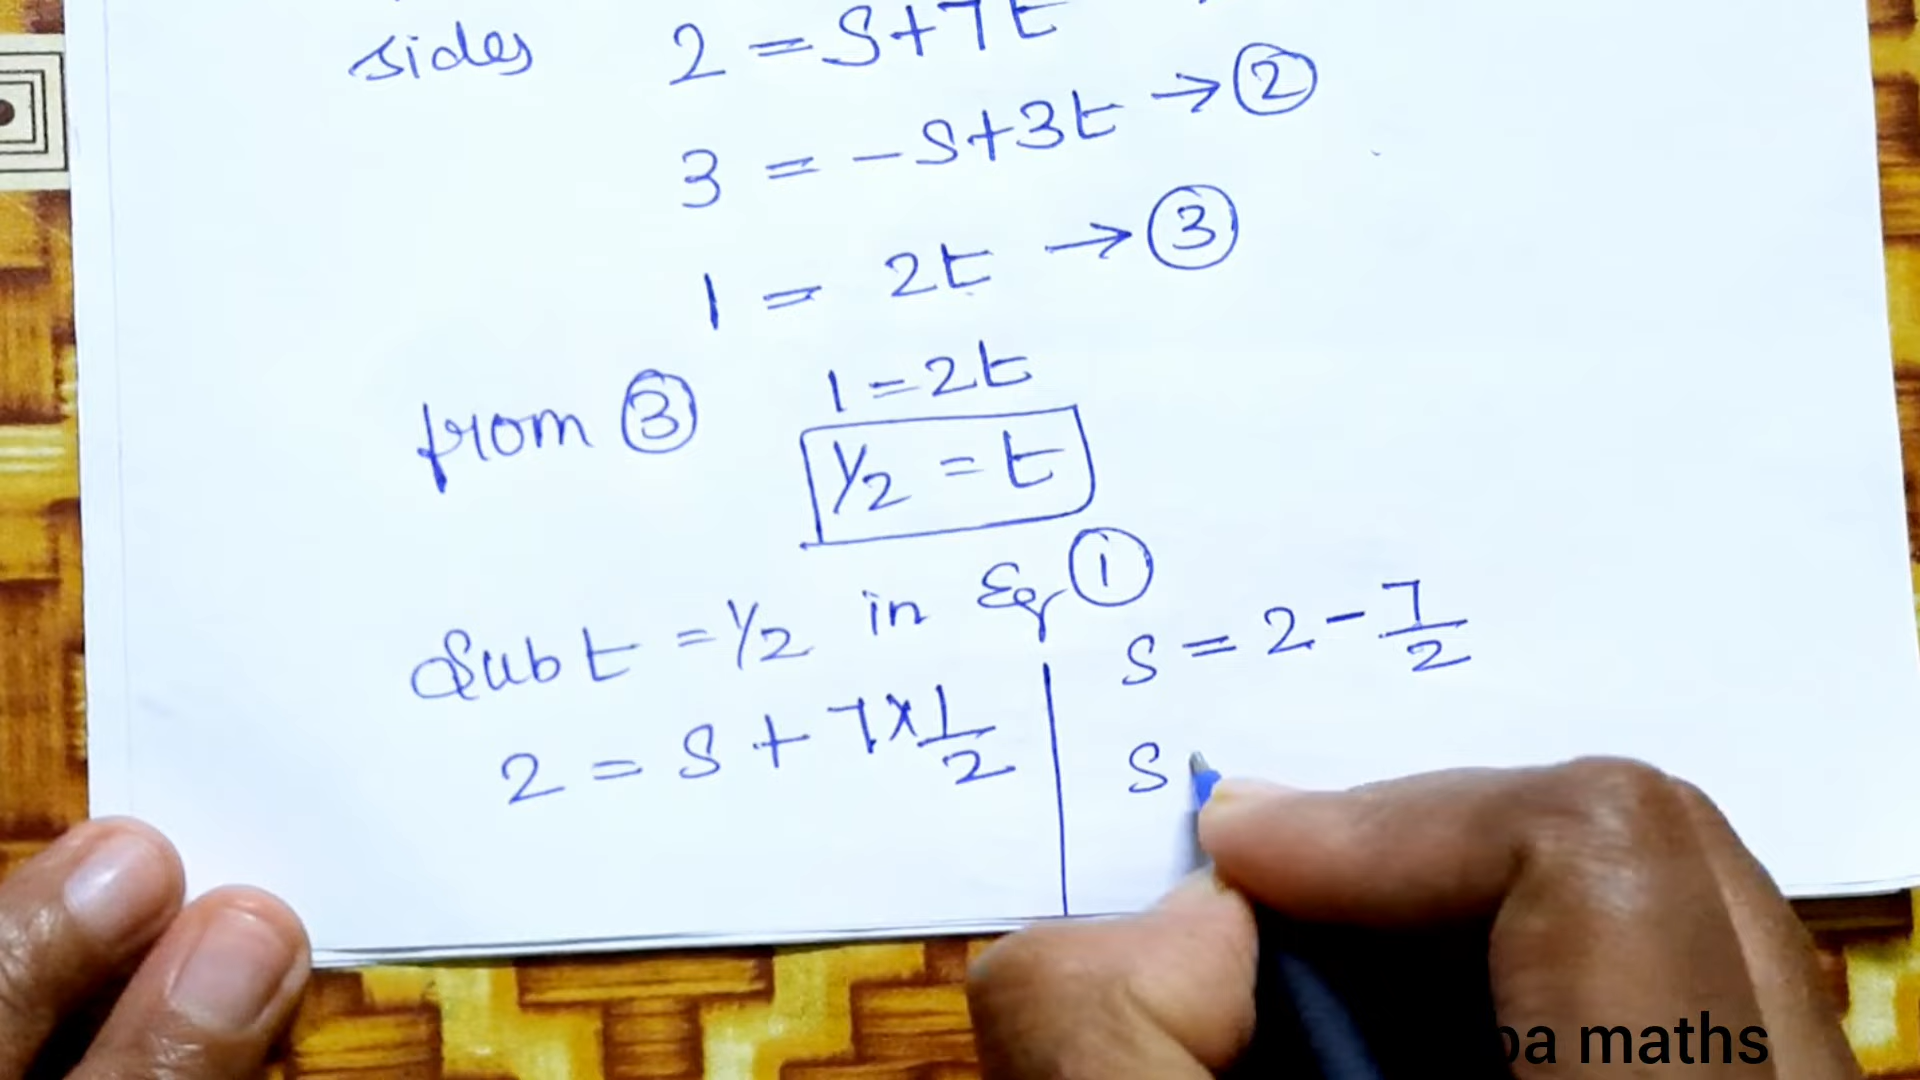 sides 2 = S+7t
3 = -S+3t → ②
1 = 2t → ③
from ③ 1=2t
1/2 = t
Sub t = 1/2 in Eq ①
2 = S + 7×1/2
S = 2 - 7/2
S
ba maths